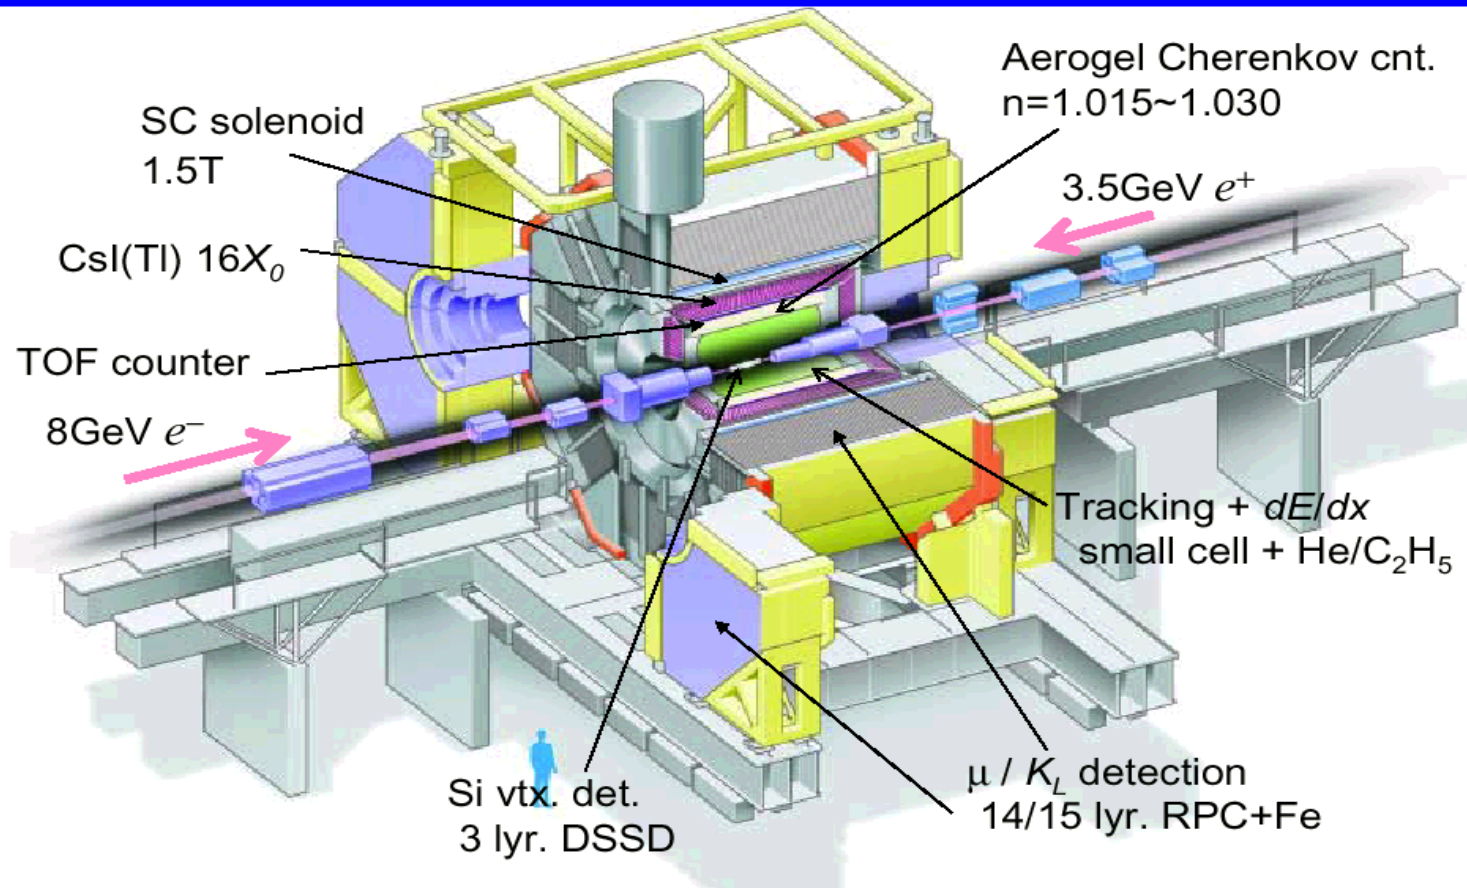 Aerogel Cherenkov cnt.
n=1.015~1.030
SC solenoid
1.5T
3.5GeV e⁺
CsI(Tl) 16X₀
TOF counter
8GeV e⁻
Tracking + dE/dx
small cell + He/C₂H₅
μ / K_L detection
14/15 lyr. RPC+Fe
Si vtx. det.
3 lyr. DSSD